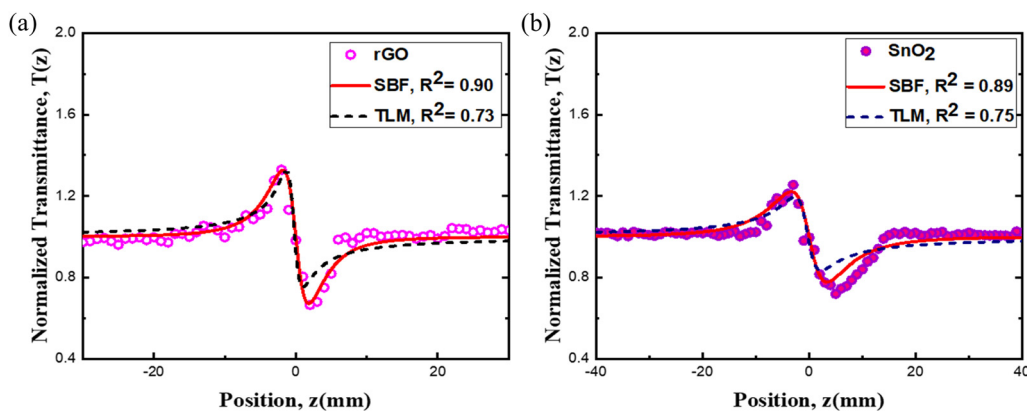 (a)
Normalized Transmittance, T(z)
2.0
1.6
1.2
0.8
0.4
rGO
SBF, R2= 0.90
TLM, R2= 0.73
-20
0
20
Position, z(mm)
(b)
Normalized Transmittance, T(z)
2.0
1.6
1.2
0.8
0.4
SnO2
SBF, R2= 0.89
TLM, R2= 0.75
-40
-20
0
20
40
Position, z(mm)